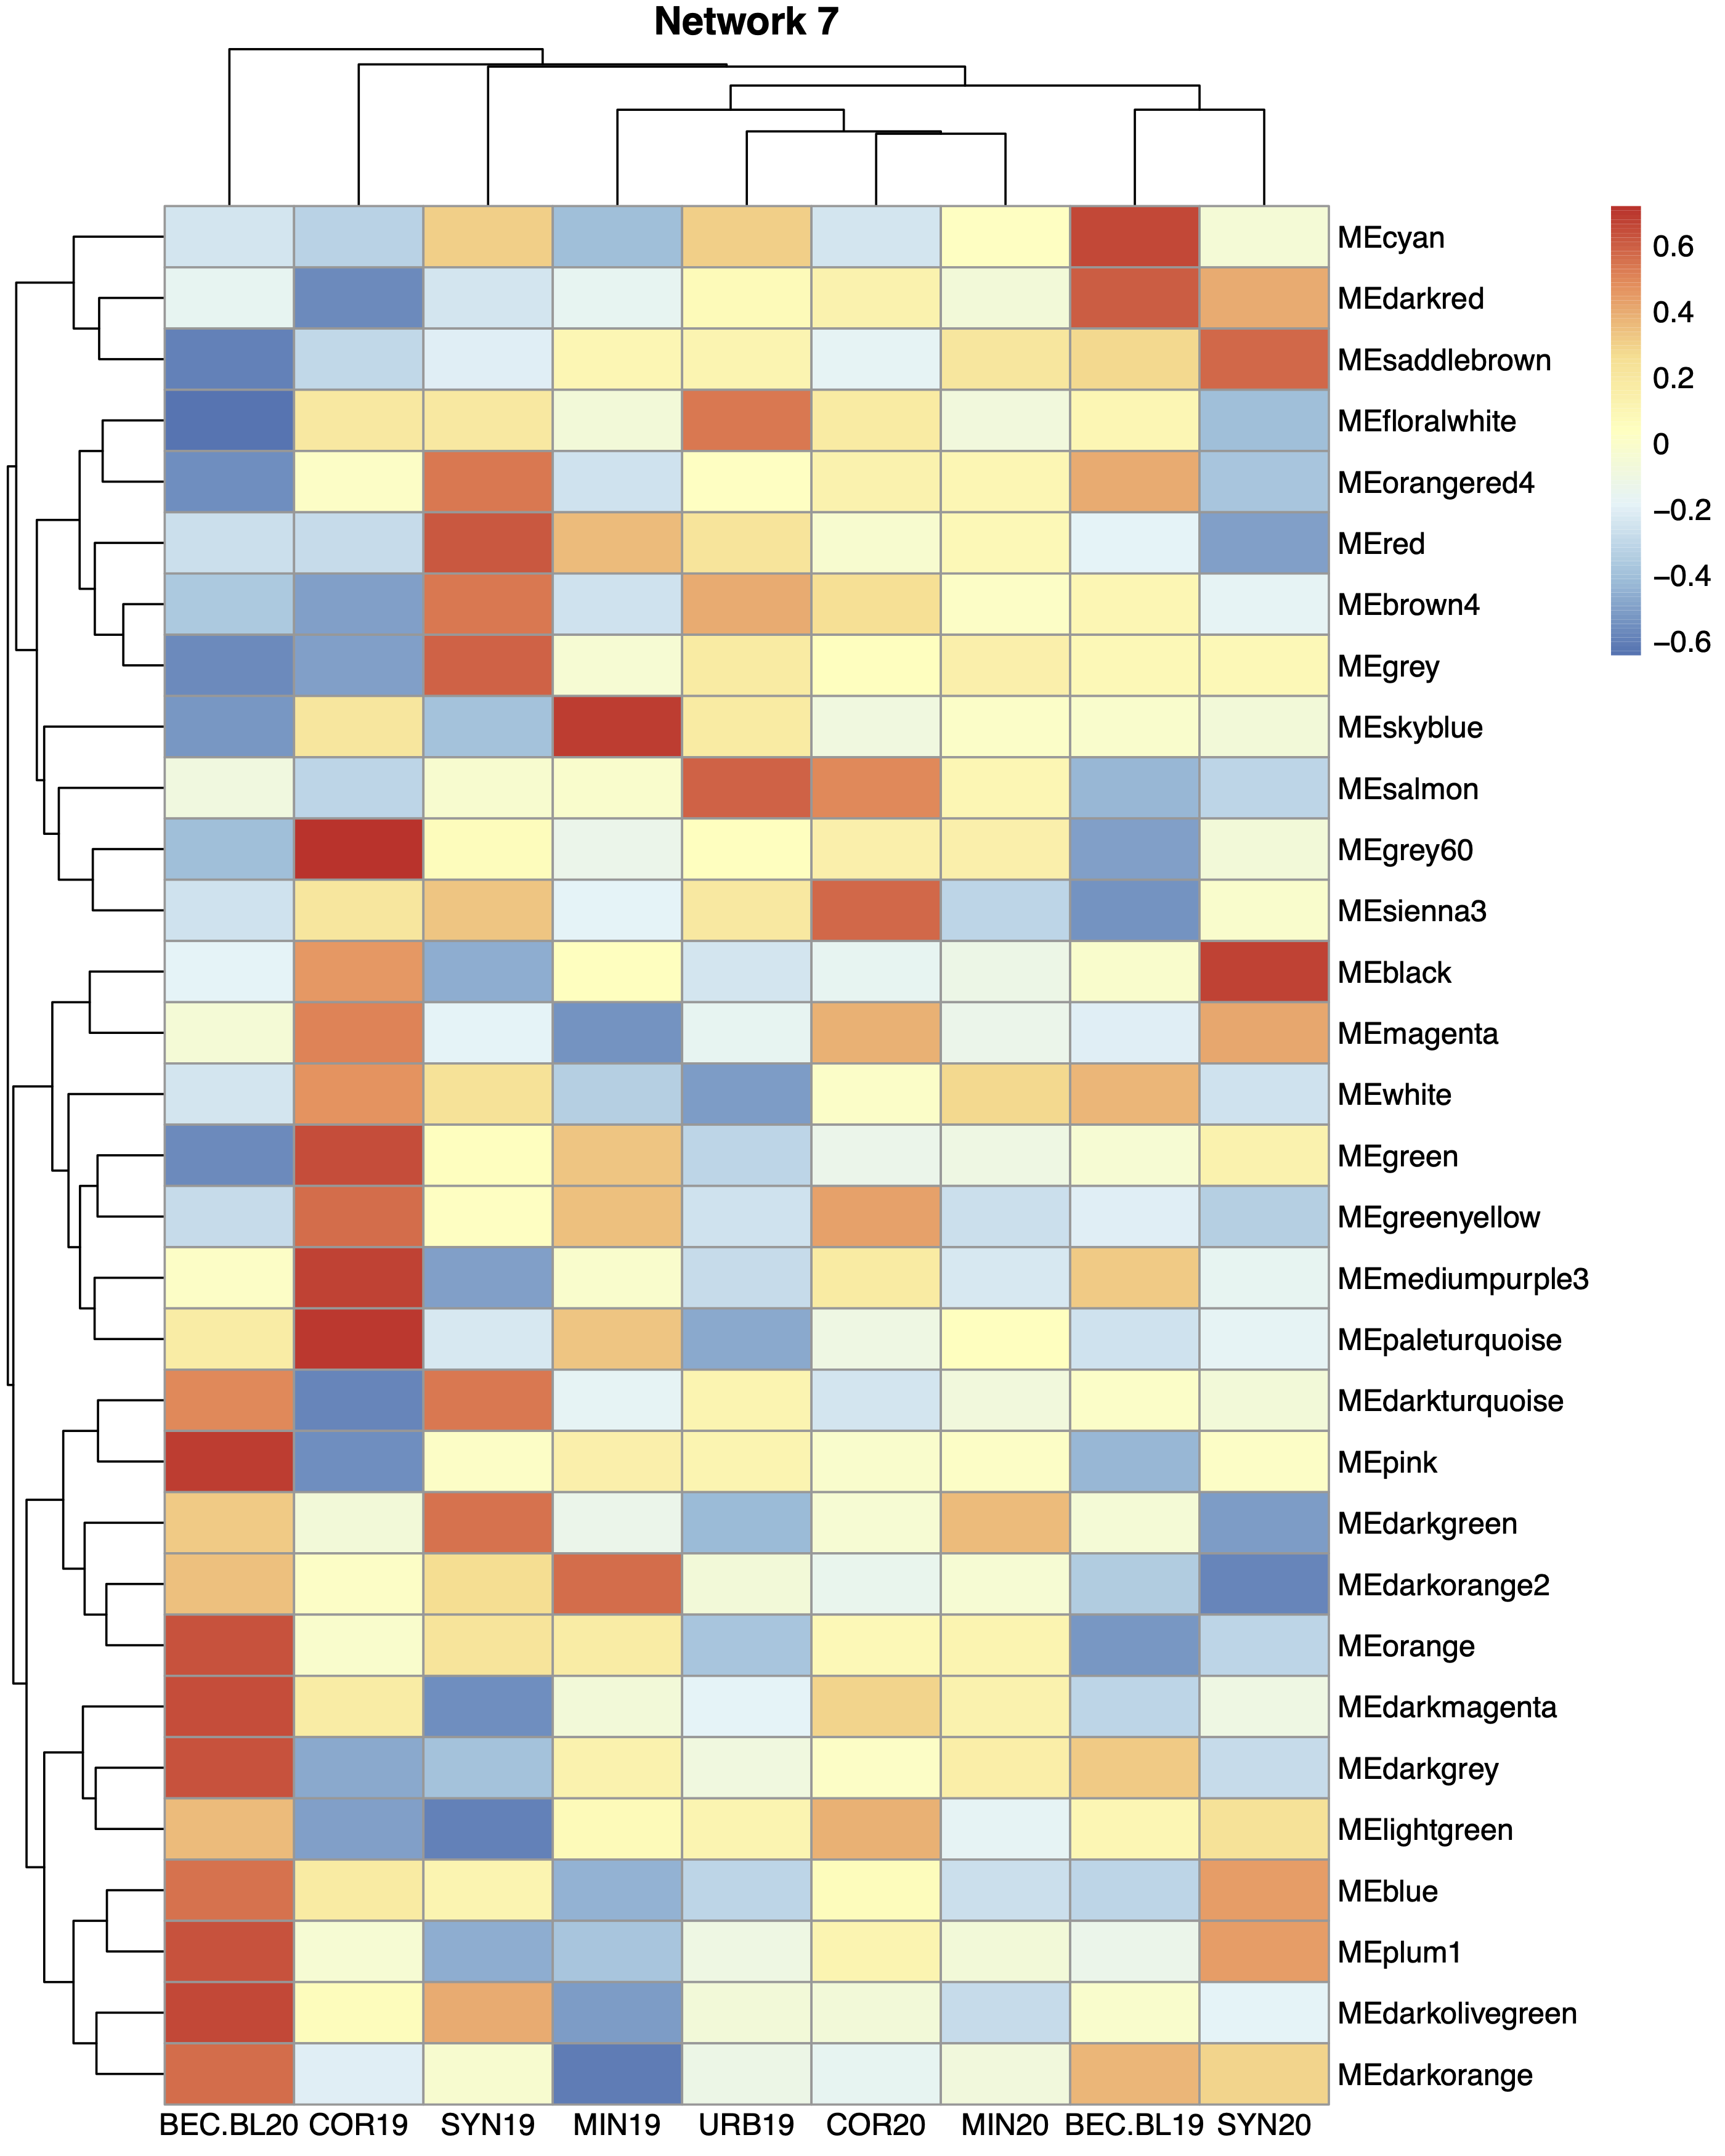 Network 7
MEcyan
MEdarkred
MEsaddlebrown
MEfloralwhite
MEorangered4
MEred
MEbrown4
MEgrey
MEskyblue
MEsalmon
MEgrey60
MEsienna3
MEblack
MEmagenta
MEwhite
MEgreen
MEgreenyellow
MEmediumpurple3
MEpaleturquoise
MEdarkturquoise
MEpink
MEdarkgreen
MEdarkorange2
MEorange
MEdarkmagenta
MEdarkgrey
MElightgreen
MEblue
MEplum1
MEdarkolivegreen
MEdarkorange
0.6
0.4
0.2
0
−0.2
−0.4
−0.6
BEC.BL20 COR19 SYN19 MIN19 URB19 COR20 MIN20 BEC.BL19 SYN20